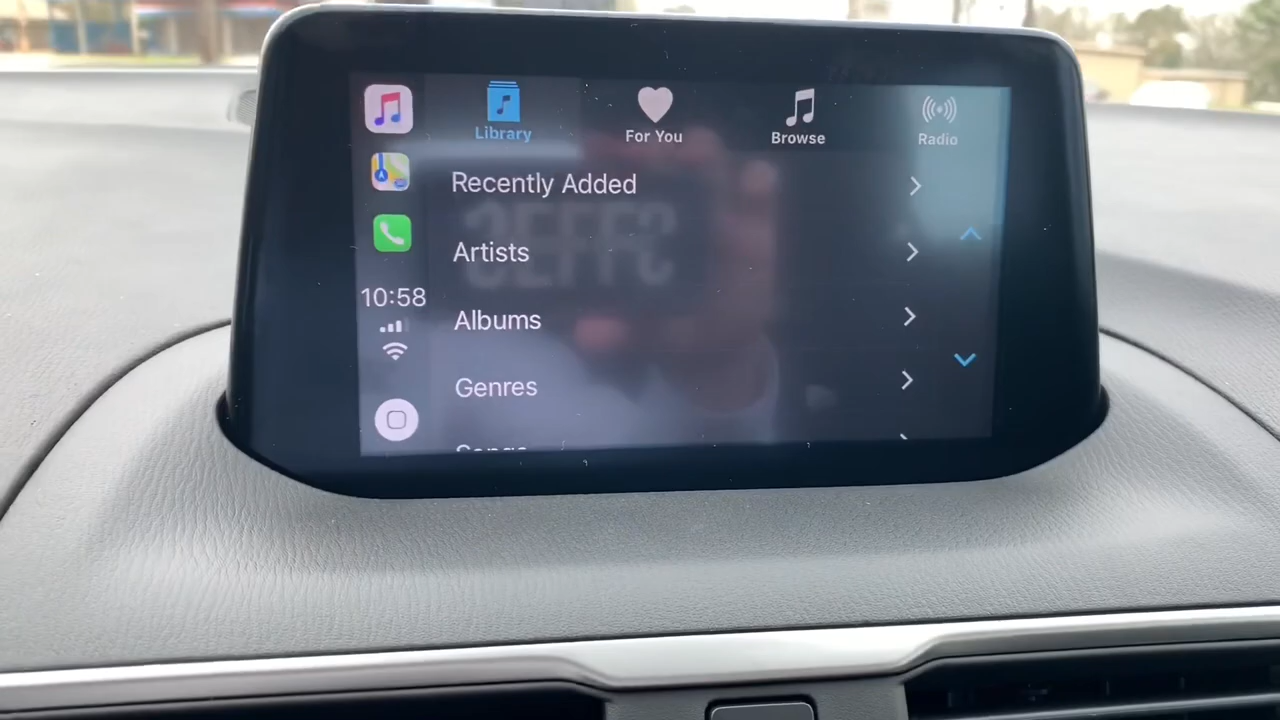 Library
For You
Browse
Radio
Recently Added
Artists
10:58
Albums
Genres
Songs